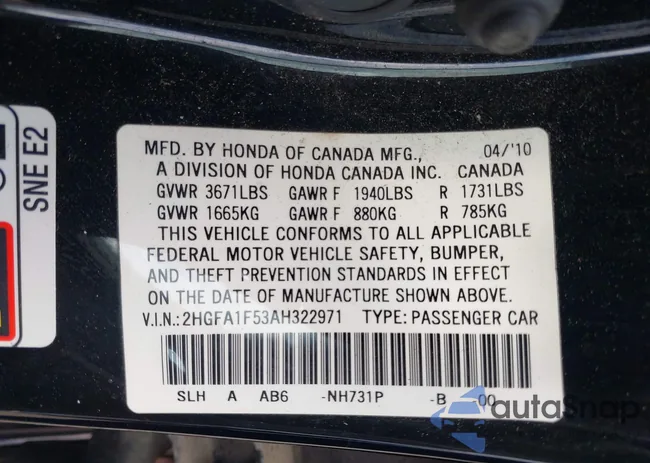 SNE E2
MFD. BY HONDA OF CANADA MFG., 04/'10
A DIVISION OF HONDA CANADA INC. CANADA
GVWR 3671LBS GAWR F 1940LBS R 1731LBS
GVWR 1665KG GAWR F 880KG R 785KG
THIS VEHICLE CONFORMS TO ALL APPLICABLE
FEDERAL MOTOR VEHICLE SAFETY, BUMPER,
AND THEFT PREVENTION STANDARDS IN EFFECT
ON THE DATE OF MANUFACTURE SHOWN ABOVE.
V.I.N.:2HGFA1F53AH322971 TYPE:PASSENGER CAR
SLH A AB6 -NH731P -B -00
autoSnap